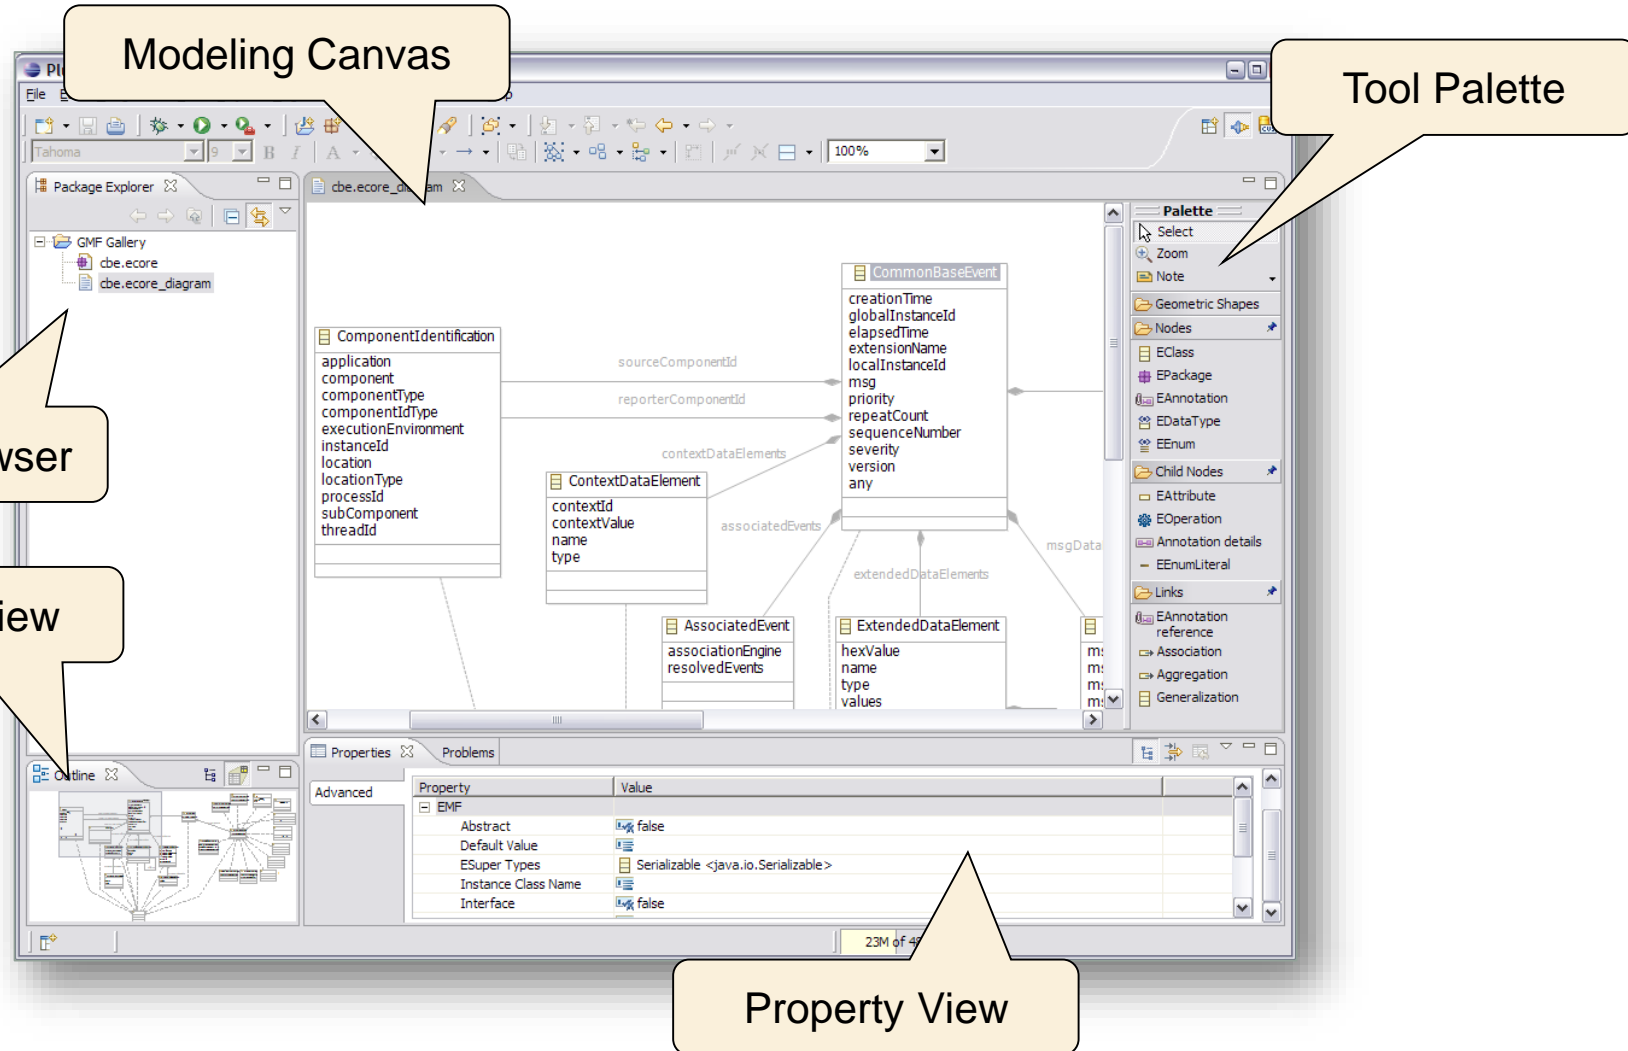 Modeling Canvas
Tool Palette
File
Tahoma
9
B
I
A
100%
Package Explorer
cbe.ecore_diagram
GMF Gallery
cbe.ecore
cbe.ecore_diagram
Palette
Select
Zoom
Note
Geometric Shapes
Nodes
EClass
EPackage
EAnnotation
EDataType
EEnum
Child Nodes
EAttribute
EOperation
Annotation details
EEnumLiteral
Links
EAnnotation
reference
Association
Aggregation
Generalization
CommonBaseEvent
creationTime
globalInstanceId
elapsedTime
extensionName
localInstanceId
msg
priority
repeatCount
sequenceNumber
severity
version
any
ComponentIdentification
application
component
componentType
componentIdType
executionEnvironment
instanceId
location
locationType
processId
subComponent
threadId
sourceComponentId
reporterComponentId
contextDataElements
ContextDataElement
contextId
contextValue
name
type
associatedEvents
msgData
extendedDataElements
AssociatedEvent
associationEngine
resolvedEvents
ExtendedDataElement
hexValue
name
type
values
Properties
Problems
Outline
Advanced
Property Value
EMF
Abstract false
Default Value
ESuper Types Serializable <java.io.Serializable>
Instance Class Name
Interface false
23M of
Property View